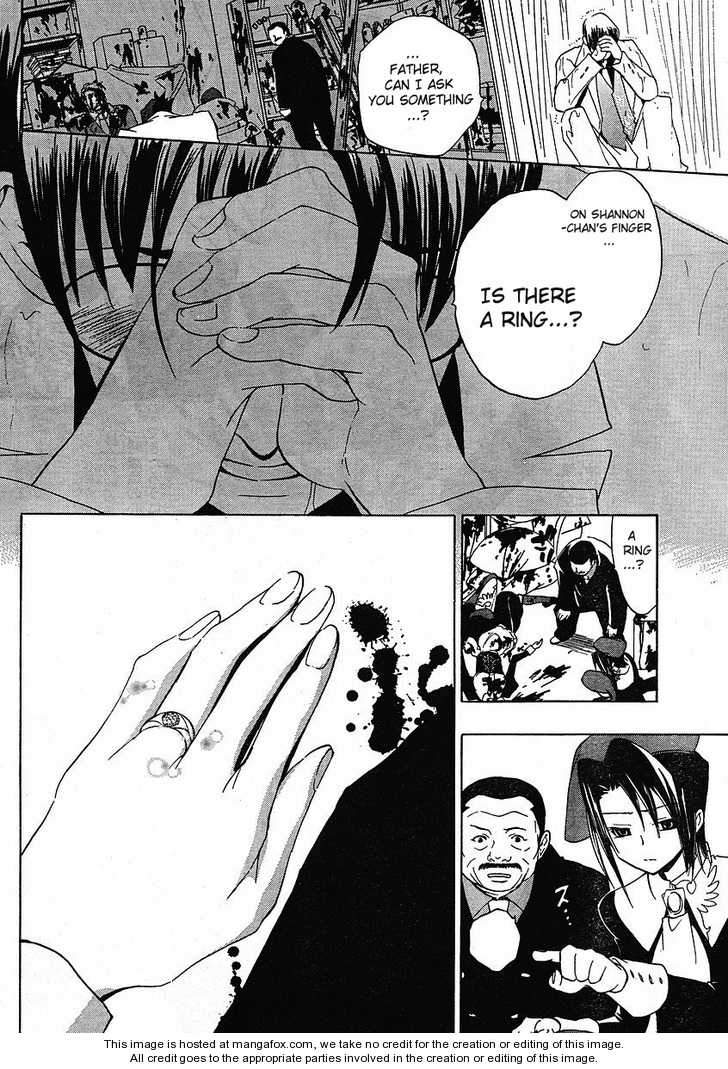 ...
FATHER,
CAN I ASK
YOU SOMETHING
...?
ON SHANNON
-CHAN'S FINGER
...
IS THERE
A RING...?
A
RING
...?
ス...
This image is hosted at mangafox.com, we take no credit for the creation or editing of this image.
All credit goes to the appropriate parties involved in the creation or editing of this image.